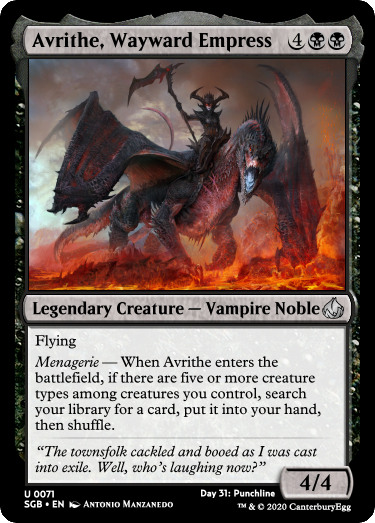 Avrithe, Wayward Empress 4
Legendary Creature — Vampire Noble
Flying
Menagerie — When Avrithe enters the
battlefield, if there are five or more creature
types among creatures you control, search
your library for a card, put it into your hand,
then shuffle.
“The townsfolk cackled and booed as I was cast
into exile. Well, who’s laughing now?”
4/4
U 0071
Day 31: Punchline
SGB • EN Antonio Manzanedo
™ & © 2020 CanterburyEgg